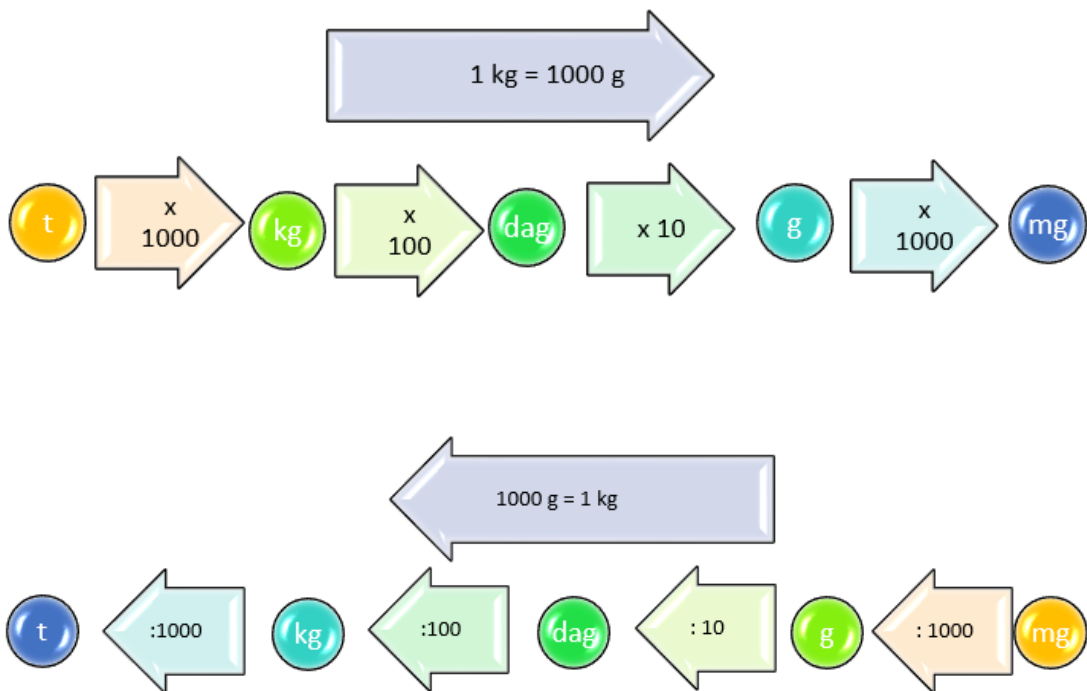 1 kg = 1000 g
t
x
1000
kg
x
100
dag
x 10
g
x
1000
mg
1000 g = 1 kg
t
:1000
kg
:100
dag
: 10
g
: 1000
mg